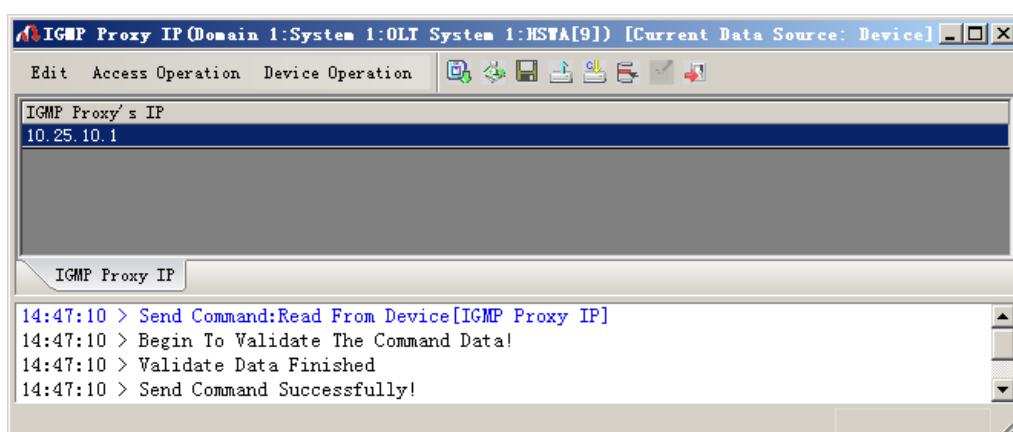 IGMP Proxy IP(Domain 1:System 1:OLT System 1:HSWA[9]) [Current Data Source: Device]
Edit Access Operation Device Operation
IGMP Proxy's IP
10.25.10.1
IGMP Proxy IP
14:47:10 > Send Command:Read From Device[IGMP Proxy IP]
14:47:10 > Begin To Validate The Command Data!
14:47:10 > Validate Data Finished
14:47:10 > Send Command Successfully!